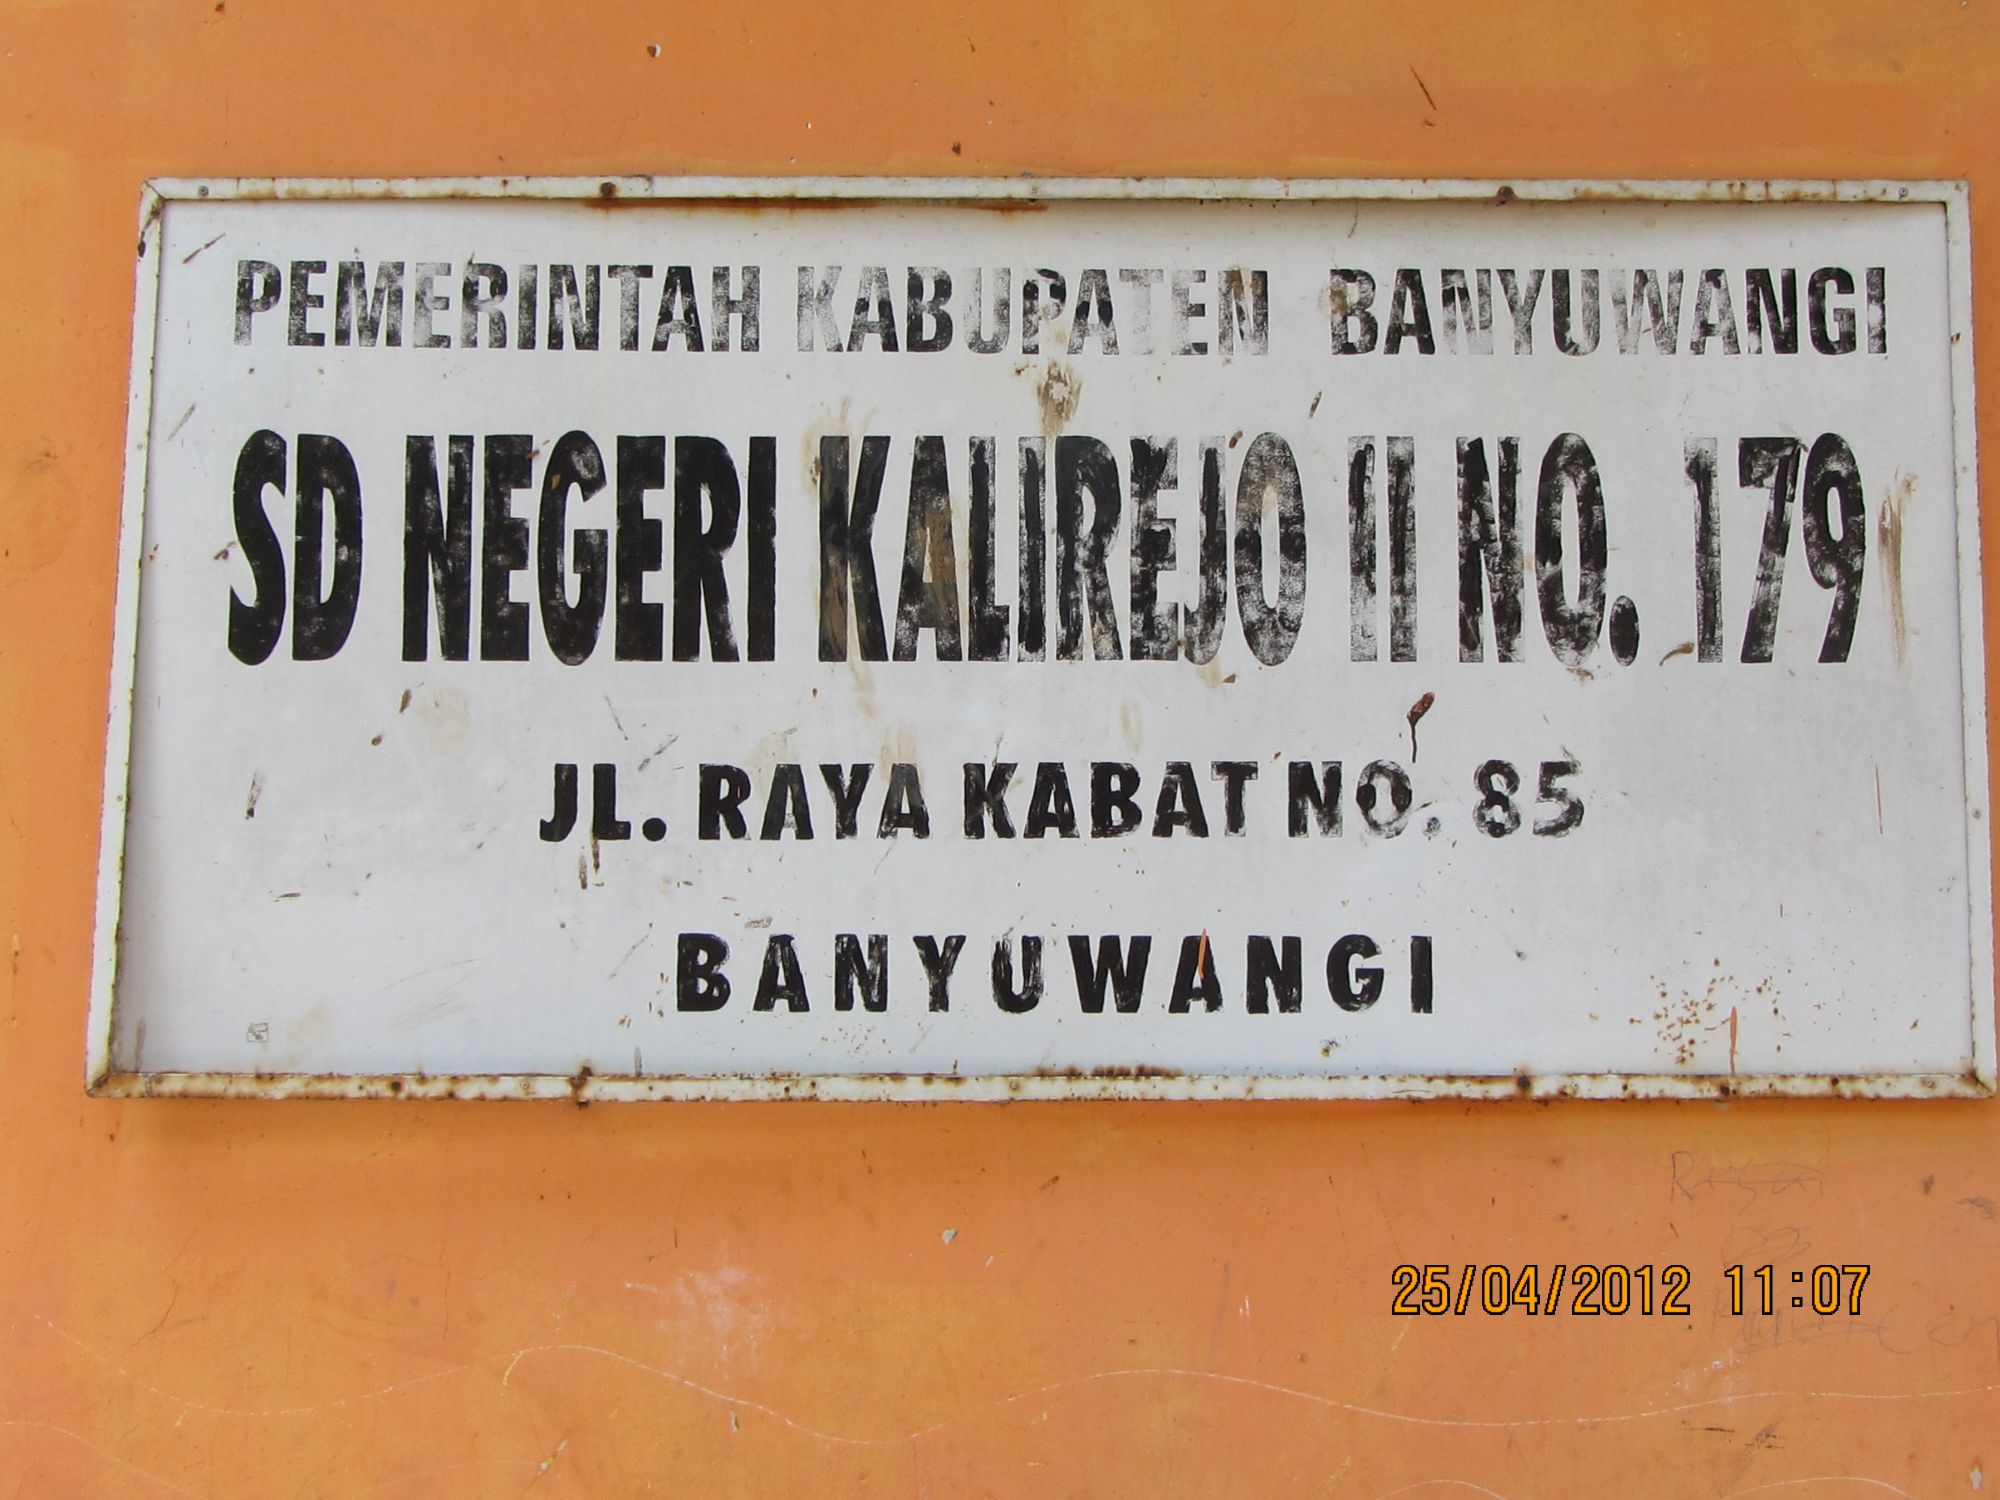 PEMERINTAH KABUPATEN BANYUWANGI
SD NEGERI KALIREJO II NO. 179
JL. RAYA KABAT NO. 85
BANYUWANGI
25/04/2012 11:07